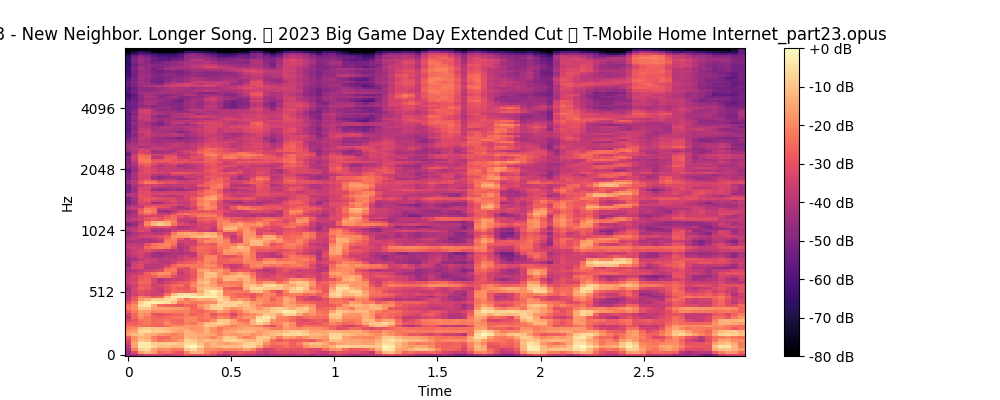 3 - New Neighbor. Longer Song. 🏻 2023 Big Game Day Extended Cut 🏻 T-Mobile Home Internet_part23.opus
+0 dB
-10 dB
-20 dB
-30 dB
-40 dB
-50 dB
-60 dB
-70 dB
-80 dB
Hz
4096
2048
1024
512
0
0
0.5
1
1.5
2
2.5
Time